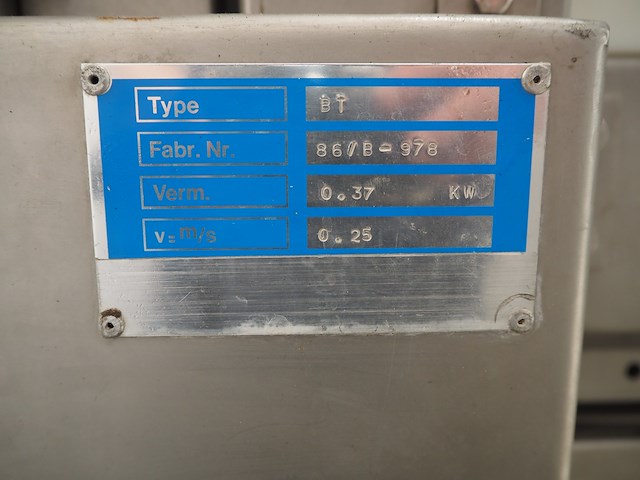 Type BT
Fabr. Nr. 86/B-978
Verm. 0.37 KW
v= m/s 0.25